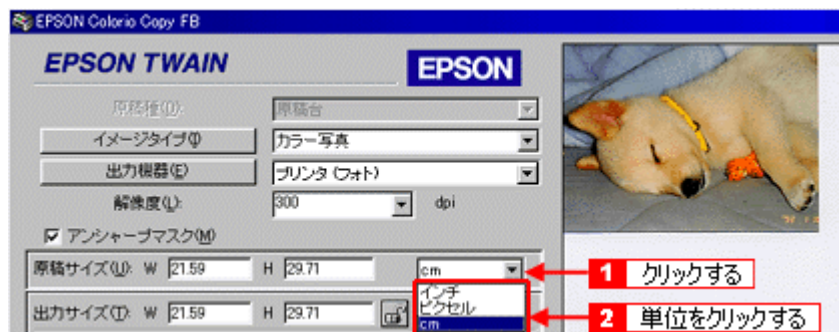 EPSON Colorio Copy FB
EPSON TWAIN
EPSON
原稿種(O):
原稿台
イメージタイプ(I)
カラー写真
出力機器(E)
プリンタ (フォト)
解像度(L):
300
dpi
アンシャープマスク(M)
原稿サイズ(U): W 21.59 H 29.71 cm
1 クリックする
インチ
ピクセル
cm
出力サイズ(T): W 21.59 H 29.71
2 単位をクリックする